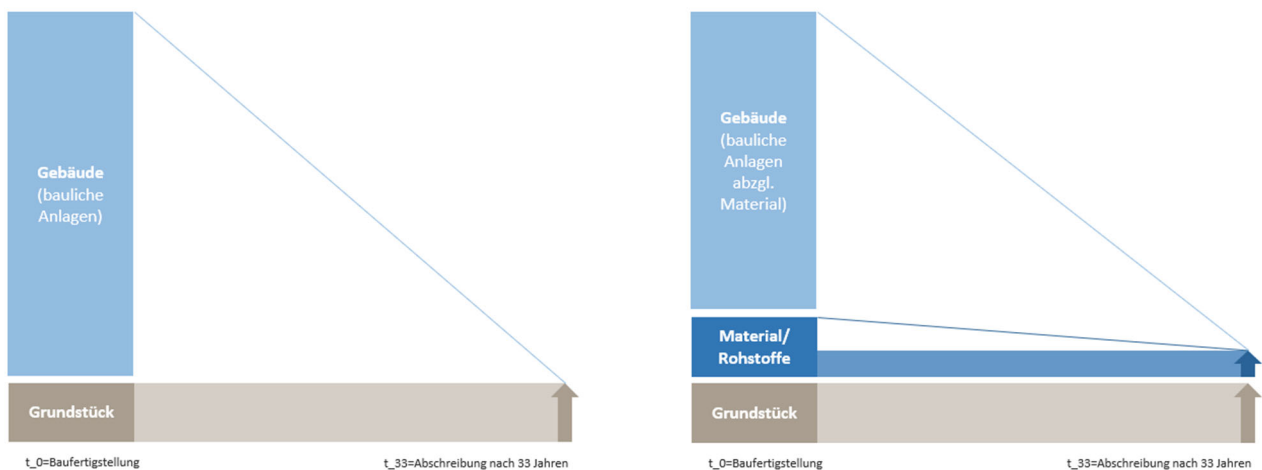 Gebäude
(bauliche
Anlagen)
Grundstück
t_0=Baufertigstellung
t_33=Abschreibung nach 33 Jahren
Gebäude
(bauliche
Anlagen
abzgl.
Material)
Material/
Rohstoffe
Grundstück
t_0=Baufertigstellung
t_33=Abschreibung nach 33 Jahren